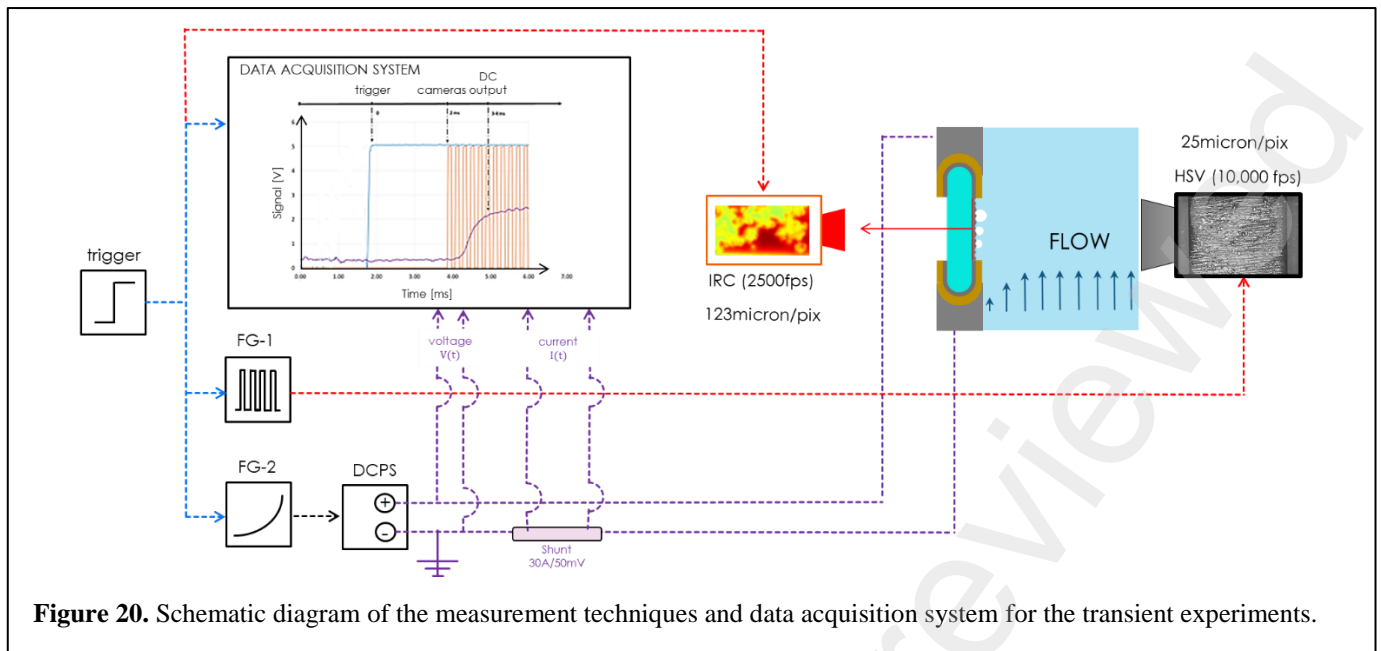 DATA ACQUISITION SYSTEM
DC
trigger
cameras output
0
2 ms
Signal [V]
6
5
4
3
2
1
0
0.00 1.00 2.00 3.00 4.00 5.00 6.00 7.00
Time [ms]
trigger
FG-1
FG-2
DCPS
+
-
voltage
V(t)
current
I(t)
Shunt
30A/50mV
IRC (2500fps)
123micron/pix
FLOW
25micron/pix
HSV (10,000 fps)
Figure 20. Schematic diagram of the measurement techniques and data acquisition system for the transient experiments.
reviewed